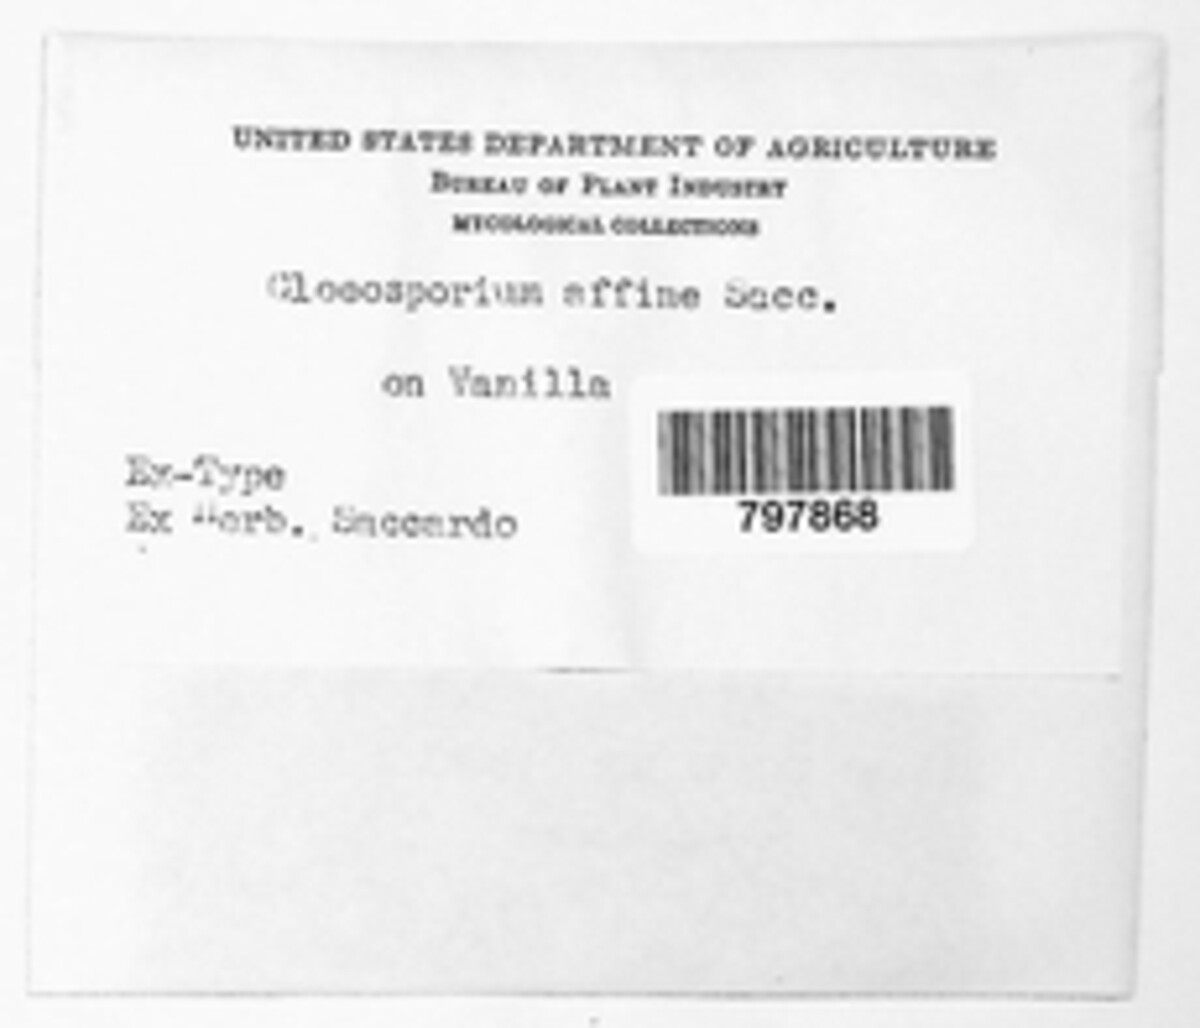 UNITED STATES DEPARTMENT OF AGRICULTURE
BUREAU OF PLANT INDUSTRY
MYCOLOGICAL COLLECTIONS
Gloeosporium affine Sacc.
on Vanilla
797868
Ex-Type
Ex Herb. Saccardo